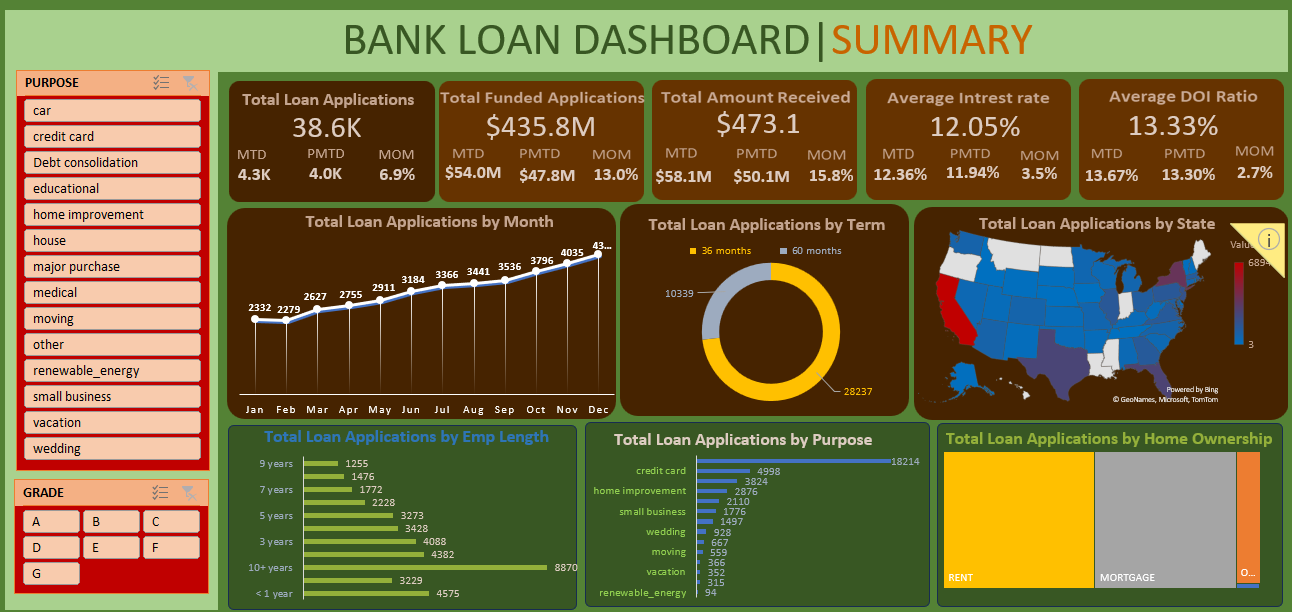 BANK LOAN DASHBOARD|SUMMARY
PURPOSE
car
credit card
Debt consolidation
educational
home improvement
house
major purchase
medical
moving
other
renewable_energy
small business
vacation
wedding
GRADE
A B C
D E F
G
Total Loan Applications
38.6K
MTD PMTD MOM
4.3K 4.0K 6.9%
Total Funded Applications
$435.8M
MTD PMTD MOM
$54.0M $47.8M 13.0%
Total Amount Received
$473.1
MTD PMTD MOM
$58.1M $50.1M 15.8%
Average Intrest rate
12.05%
MTD PMTD MOM
12.36% 11.94% 3.5%
Average DOI Ratio
13.33%
MTD PMTD MOM
13.67% 13.30% 2.7%
Total Loan Applications by Month
2332 2279 2627 2755 2911 3184 3366 3441 3536 3796 4035 43...
Jan Feb Mar Apr May Jun Jul Aug Sep Oct Nov Dec
Total Loan Applications by Term
36 months 60 months
10339
28237
Total Loan Applications by State
Valu
6894
3
Powered by Bing
© GeoNames, Microsoft, TomTom
Total Loan Applications by Emp Length
9 years 1255
1476
7 years 1772
2228
5 years 3273
3428
3 years 4088
4382
10+ years 8870
3229
< 1 year 4575
Total Loan Applications by Purpose
18214
credit card 4998
3824
home improvement 2876
2110
small business 1776
1497
wedding 928
667
moving 559
366
vacation 352
315
renewable_energy 94
Total Loan Applications by Home Ownership
RENT MORTGAGE O...